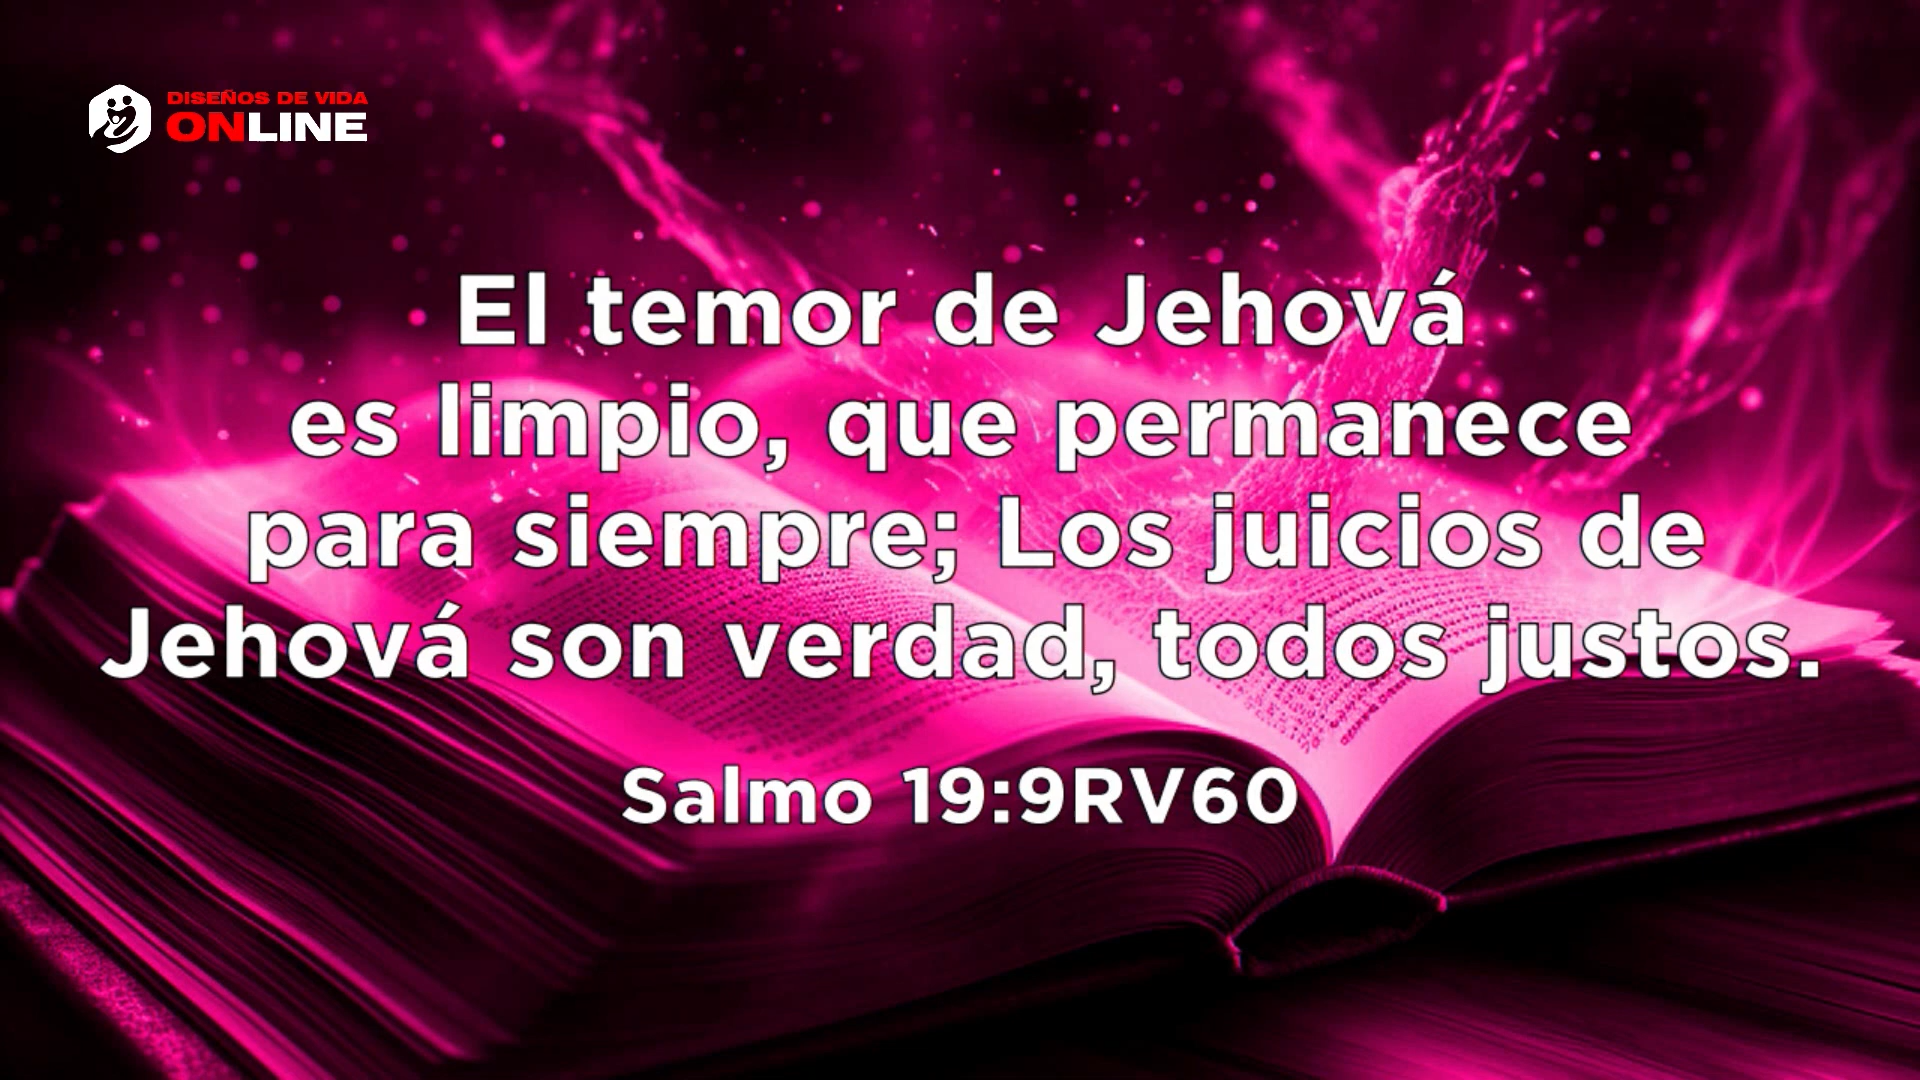 DISEÑOS DE VIDA
ONLINE
El temor de Jehová
es limpio, que permanece
para siempre; Los juicios de
Jehová son verdad, todos justos.
Salmo 19:9RV60